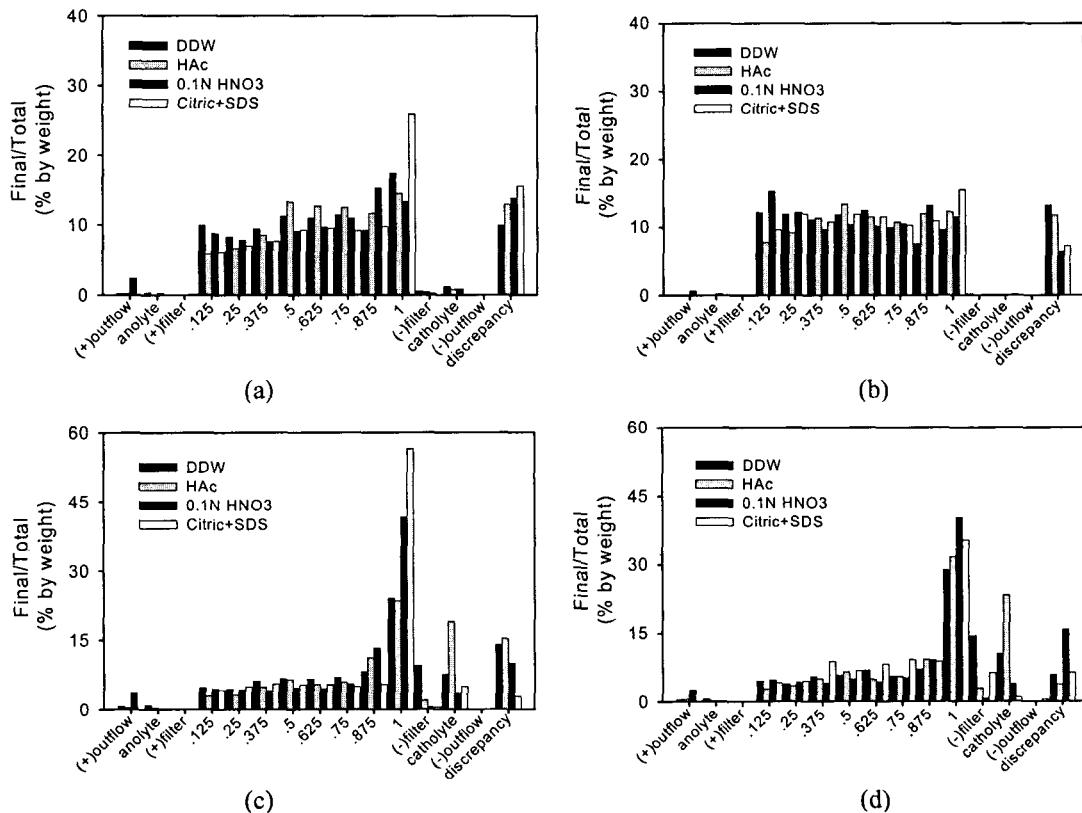 40
30
20
10
0
Final/Total
(% by weight)
DDW
HAc
0.1N HNO3
Citric+SDS
(+)outflow
anolyte
(+)filter
.125
.25
.375
.5
.625
.75
.875
1
(-)filter
catholyte
(-)outflow
discrepancy
(a)
40
30
20
10
0
Final/Total
(% by weight)
DDW
HAc
0.1N HNO3
Citric+SDS
(+)outflow
anolyte
(+)filter
.125
.25
.375
.5
.625
.75
.875
1
(-)filter
catholyte
(-)outflow
discrepancy
(b)
60
45
30
15
0
Final/Total
(% by weight)
DDW
HAc
0.1N HNO3
Citric+SDS
(+)outflow
anolyte
(+)filter
.125
.25
.375
.5
.625
.75
.875
1
(-)filter
catholyte
(-)outflow
discrepancy
(c)
60
45
30
15
0
Final/Total
(% by weight)
DDW
HAc
0.1N HNO3
Citric+SDS
(+)outflow
anolyte
(+)filter
.125
.25
.375
.5
.625
.75
.875
1
(-)filter
catholyte
(-)outflow
discrepancy
(d)